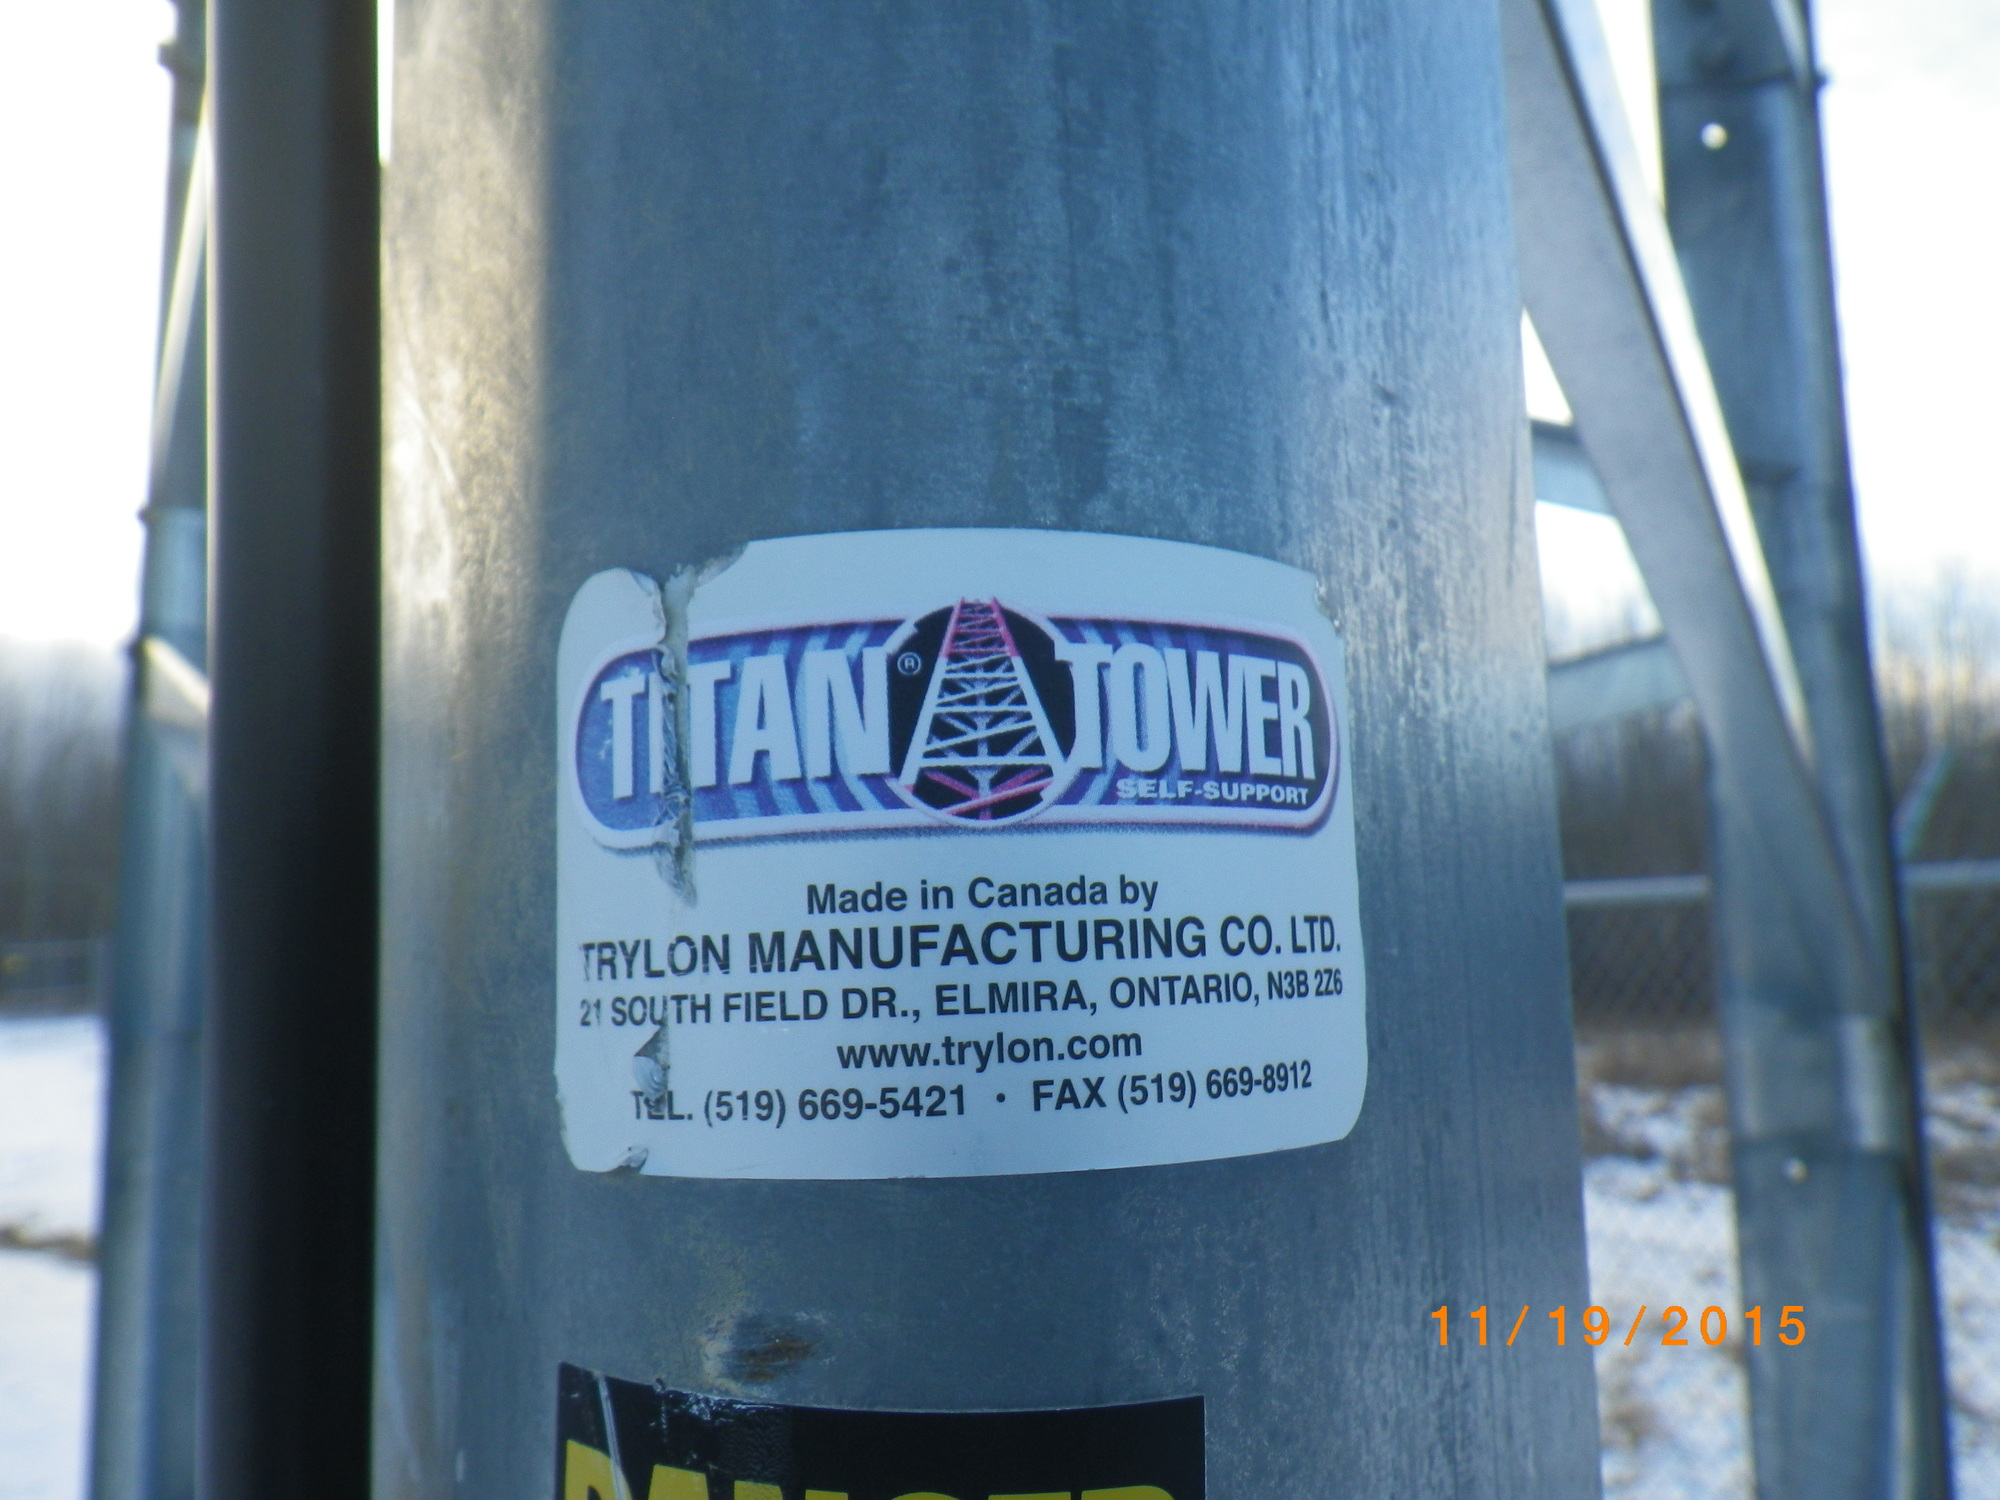 TITAN® TOWER
SELF-SUPPORT
Made in Canada by
TRYLON MANUFACTURING CO. LTD.
21 SOUTH FIELD DR., ELMIRA, ONTARIO, N3B 2Z6
www.trylon.com
TEL. (519) 669-5421 • FAX (519) 669-8912
11/19/2015
DANGER